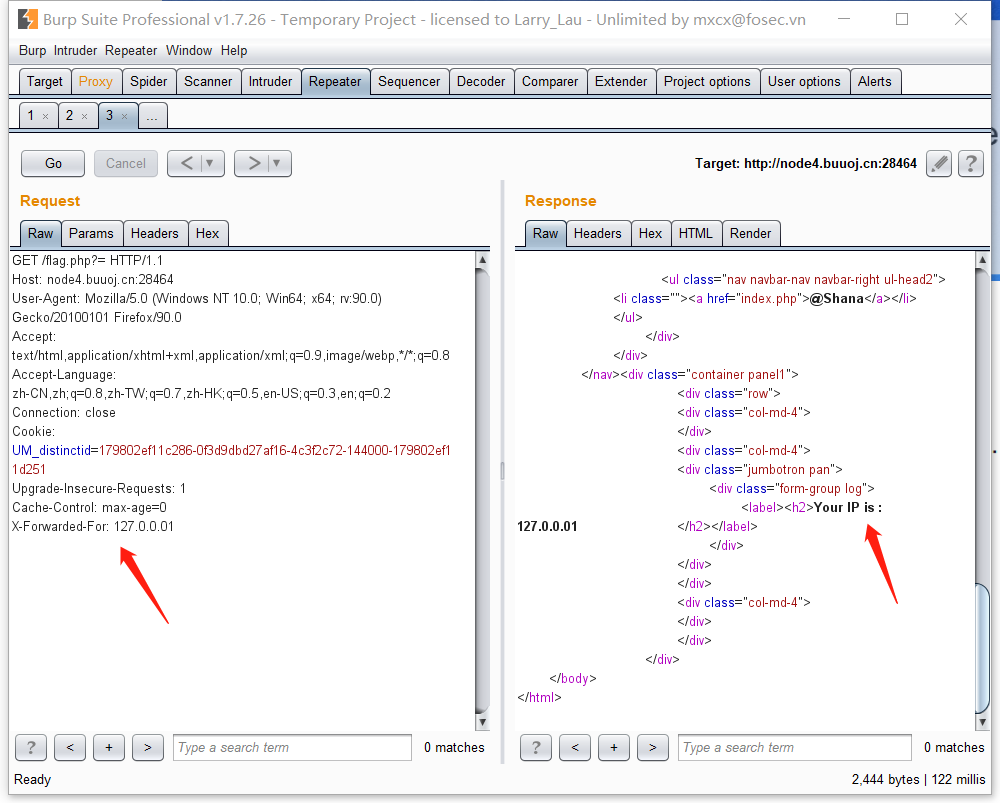 Burp Suite Professional v1.7.26 - Temporary Project - licensed to Larry_Lau - Unlimited by mxcx@fosec.vn
Burp Intruder Repeater Window Help
Target Proxy Spider Scanner Intruder Repeater Sequencer Decoder Comparer Extender Project options User options Alerts
1 × 2 × 3 × ...
Go Cancel < ▼ > ▼ Target: http://node4.buuoj.cn:28464 ?
Request
Raw Params Headers Hex
GET /flag.php?= HTTP/1.1
Host: node4.buuoj.cn:28464
User-Agent: Mozilla/5.0 (Windows NT 10.0; Win64; x64; rv:90.0)
Gecko/20100101 Firefox/90.0
Accept:
text/html,application/xhtml+xml,application/xml;q=0.9,image/webp,*/*;q=0.8
Accept-Language:
zh-CN,zh;q=0.8,zh-TW;q=0.7,zh-HK;q=0.5,en-US;q=0.3,en;q=0.2
Connection: close
Cookie:
UM_distinctid=179802ef11c286-0f3d9dbd27af16-4c3f2c72-144000-179802ef1
1d251
Upgrade-Insecure-Requests: 1
Cache-Control: max-age=0
X-Forwarded-For: 127.0.0.01
? < + > Type a search term 0 matches
Response
Raw Headers Hex HTML Render
<ul class="nav navbar-nav navbar-right ul-head2">
<li class=""><a href="index.php">@Shana</a></li>
</ul>
</div>
</div>
</nav><div class="container panel1">
<div class="row">
<div class="col-md-4">
</div>
<div class="col-md-4">
<div class="jumbotron pan">
<div class="form-group log">
<label><h2>Your IP is :
127.0.0.01 </h2></label>
</div>
</div>
</div>
<div class="col-md-4">
</div>
</div>
</div>
</body>
</html>
? < + > Type a search term 0 matches
Ready 2,444 bytes | 122 millis